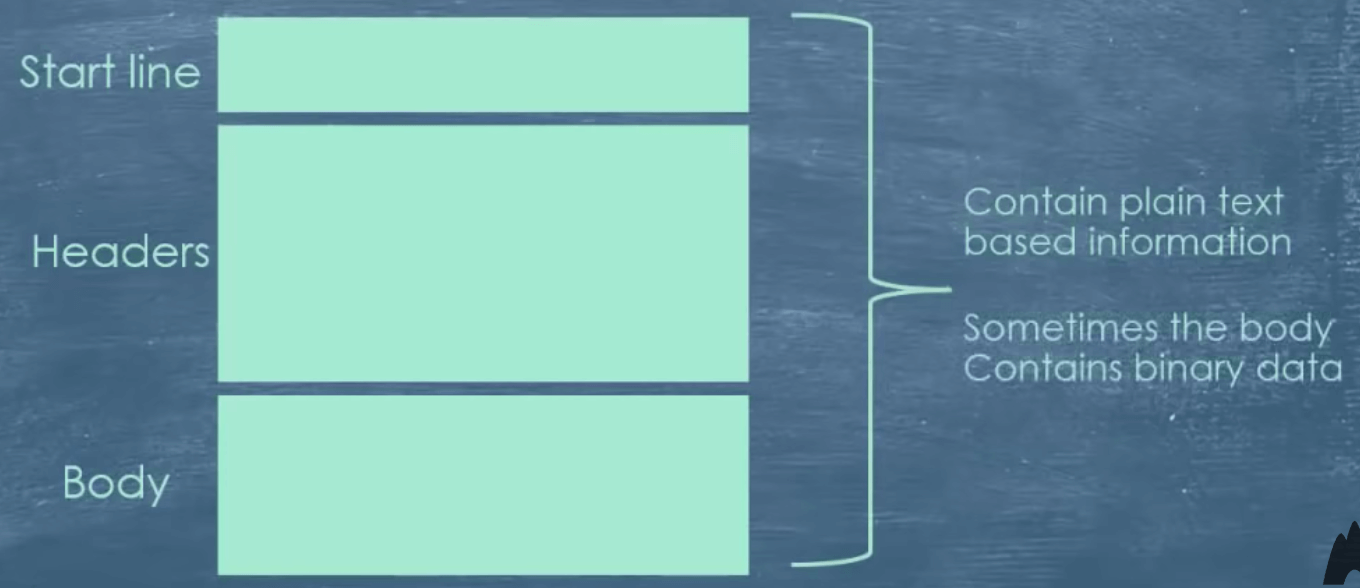 Start line
Headers
Body
Contain plain text
based information
Sometimes the body
Contains binary data